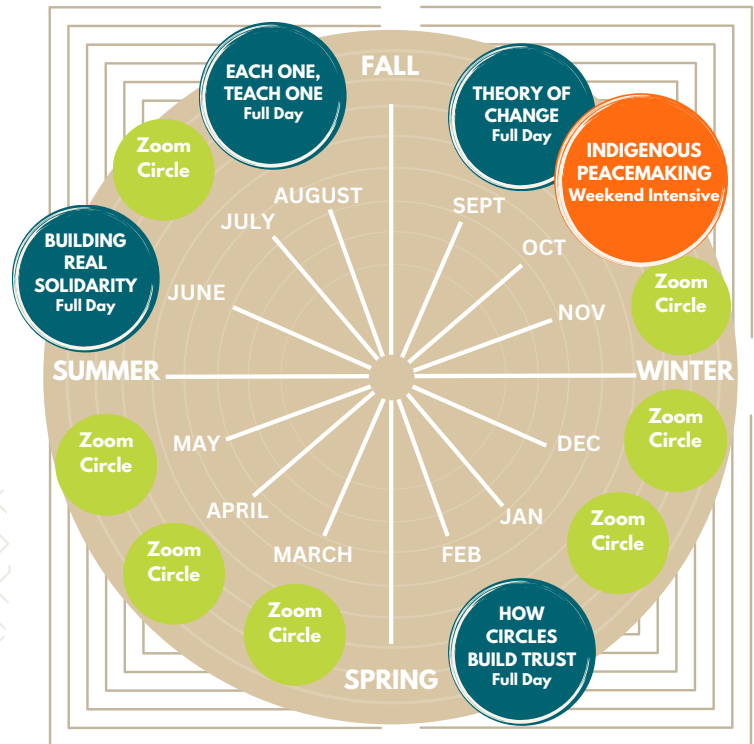 FALL
EACH ONE,
TEACH ONE
Full Day
THEORY OF
CHANGE
Full Day
INDIGENOUS
PEACEMAKING
Weekend Intensive
Zoom
Circle
AUGUST
SEPT
JULY
OCT
BUILDING
REAL
SOLIDARITY
Full Day
JUNE
NOV
Zoom
Circle
SUMMER
WINTER
Zoom
Circle
MAY
DEC
Zoom
Circle
APRIL
JAN
Zoom
Circle
Zoom
Circle
MARCH
FEB
Zoom
Circle
HOW
CIRCLES
BUILD TRUST
Full Day
SPRING